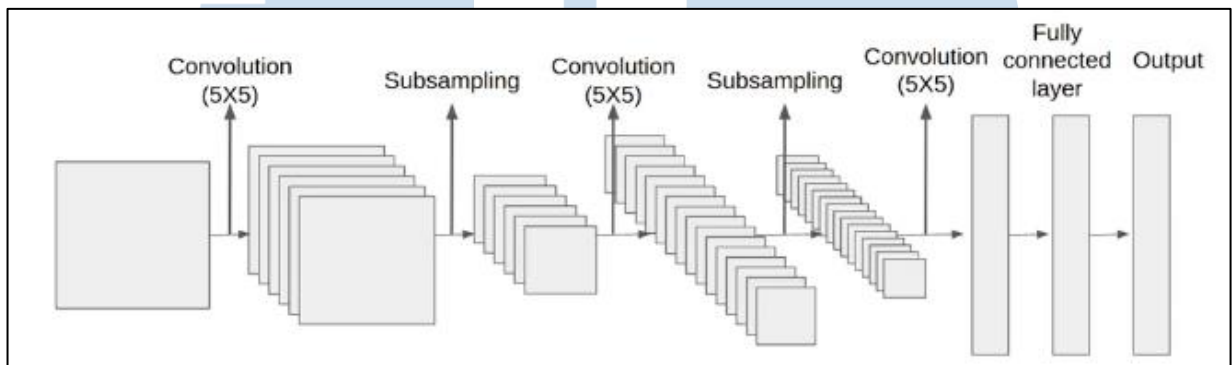 Convolution
(5X5)
Subsampling
Convolution
(5X5)
Subsampling
Convolution
(5X5)
Fully
connected
layer
Output